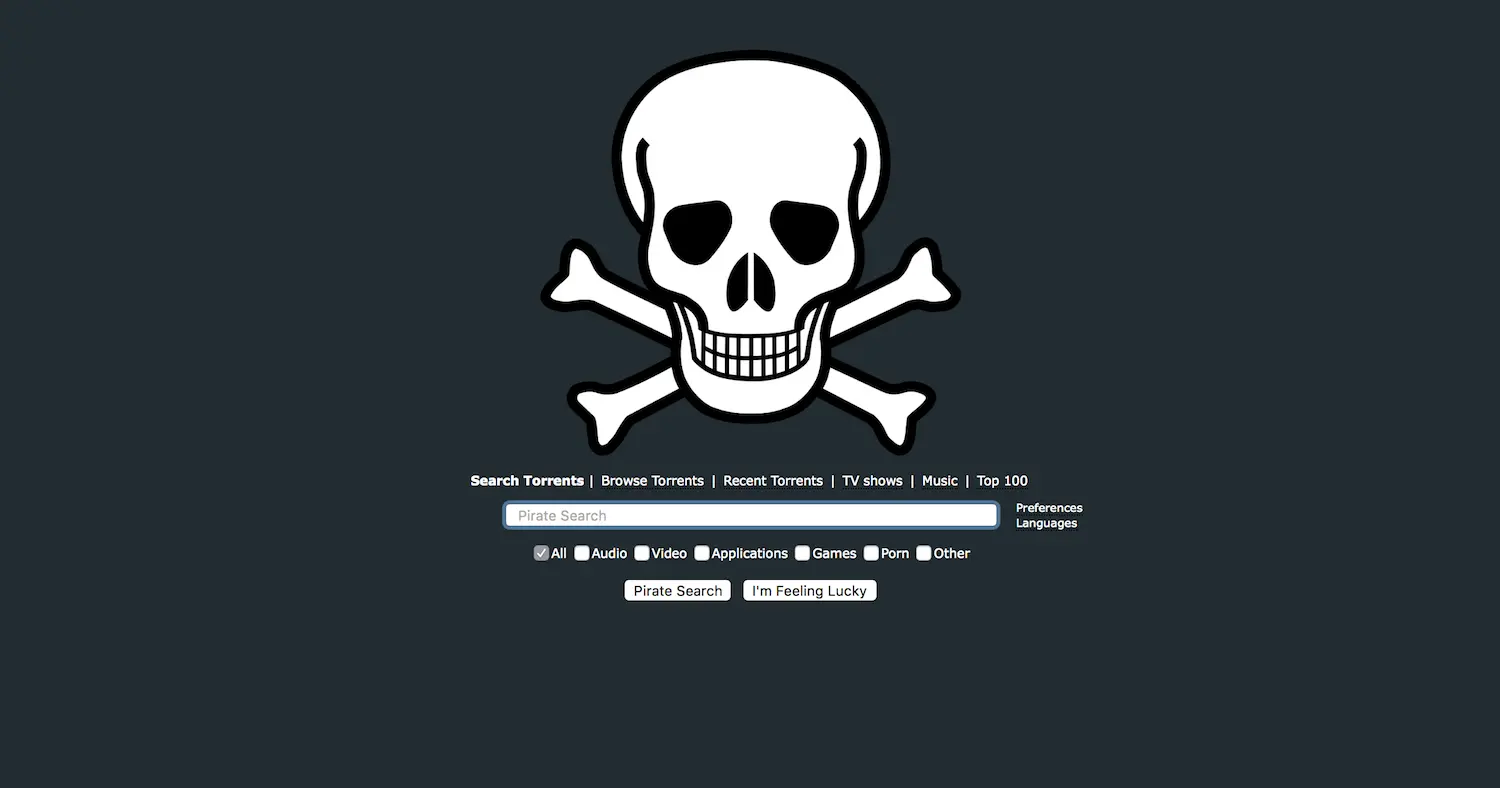 Search Torrents | Browse Torrents | Recent Torrents | TV shows | Music | Top 100
Pirate Search
Preferences
Languages
All Audio Video Applications Games Porn Other
Pirate Search I'm Feeling Lucky